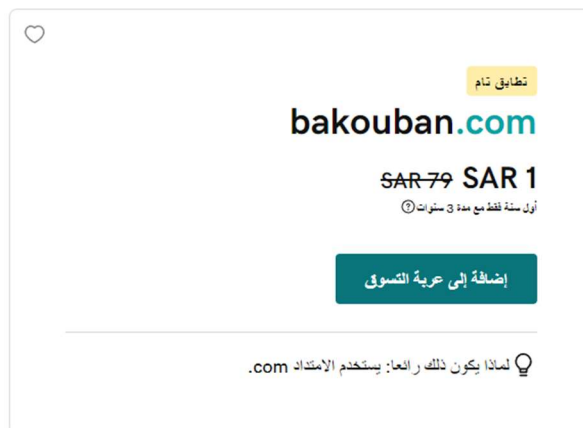 تطابق تام
bakouban.com
SAR 79 SAR 1
أول سنة فقط مع مدة 3 سنوات
إضافة إلى عربة التسوق
لماذا يكون ذلك رائعا: يستخدم الامتداد com.